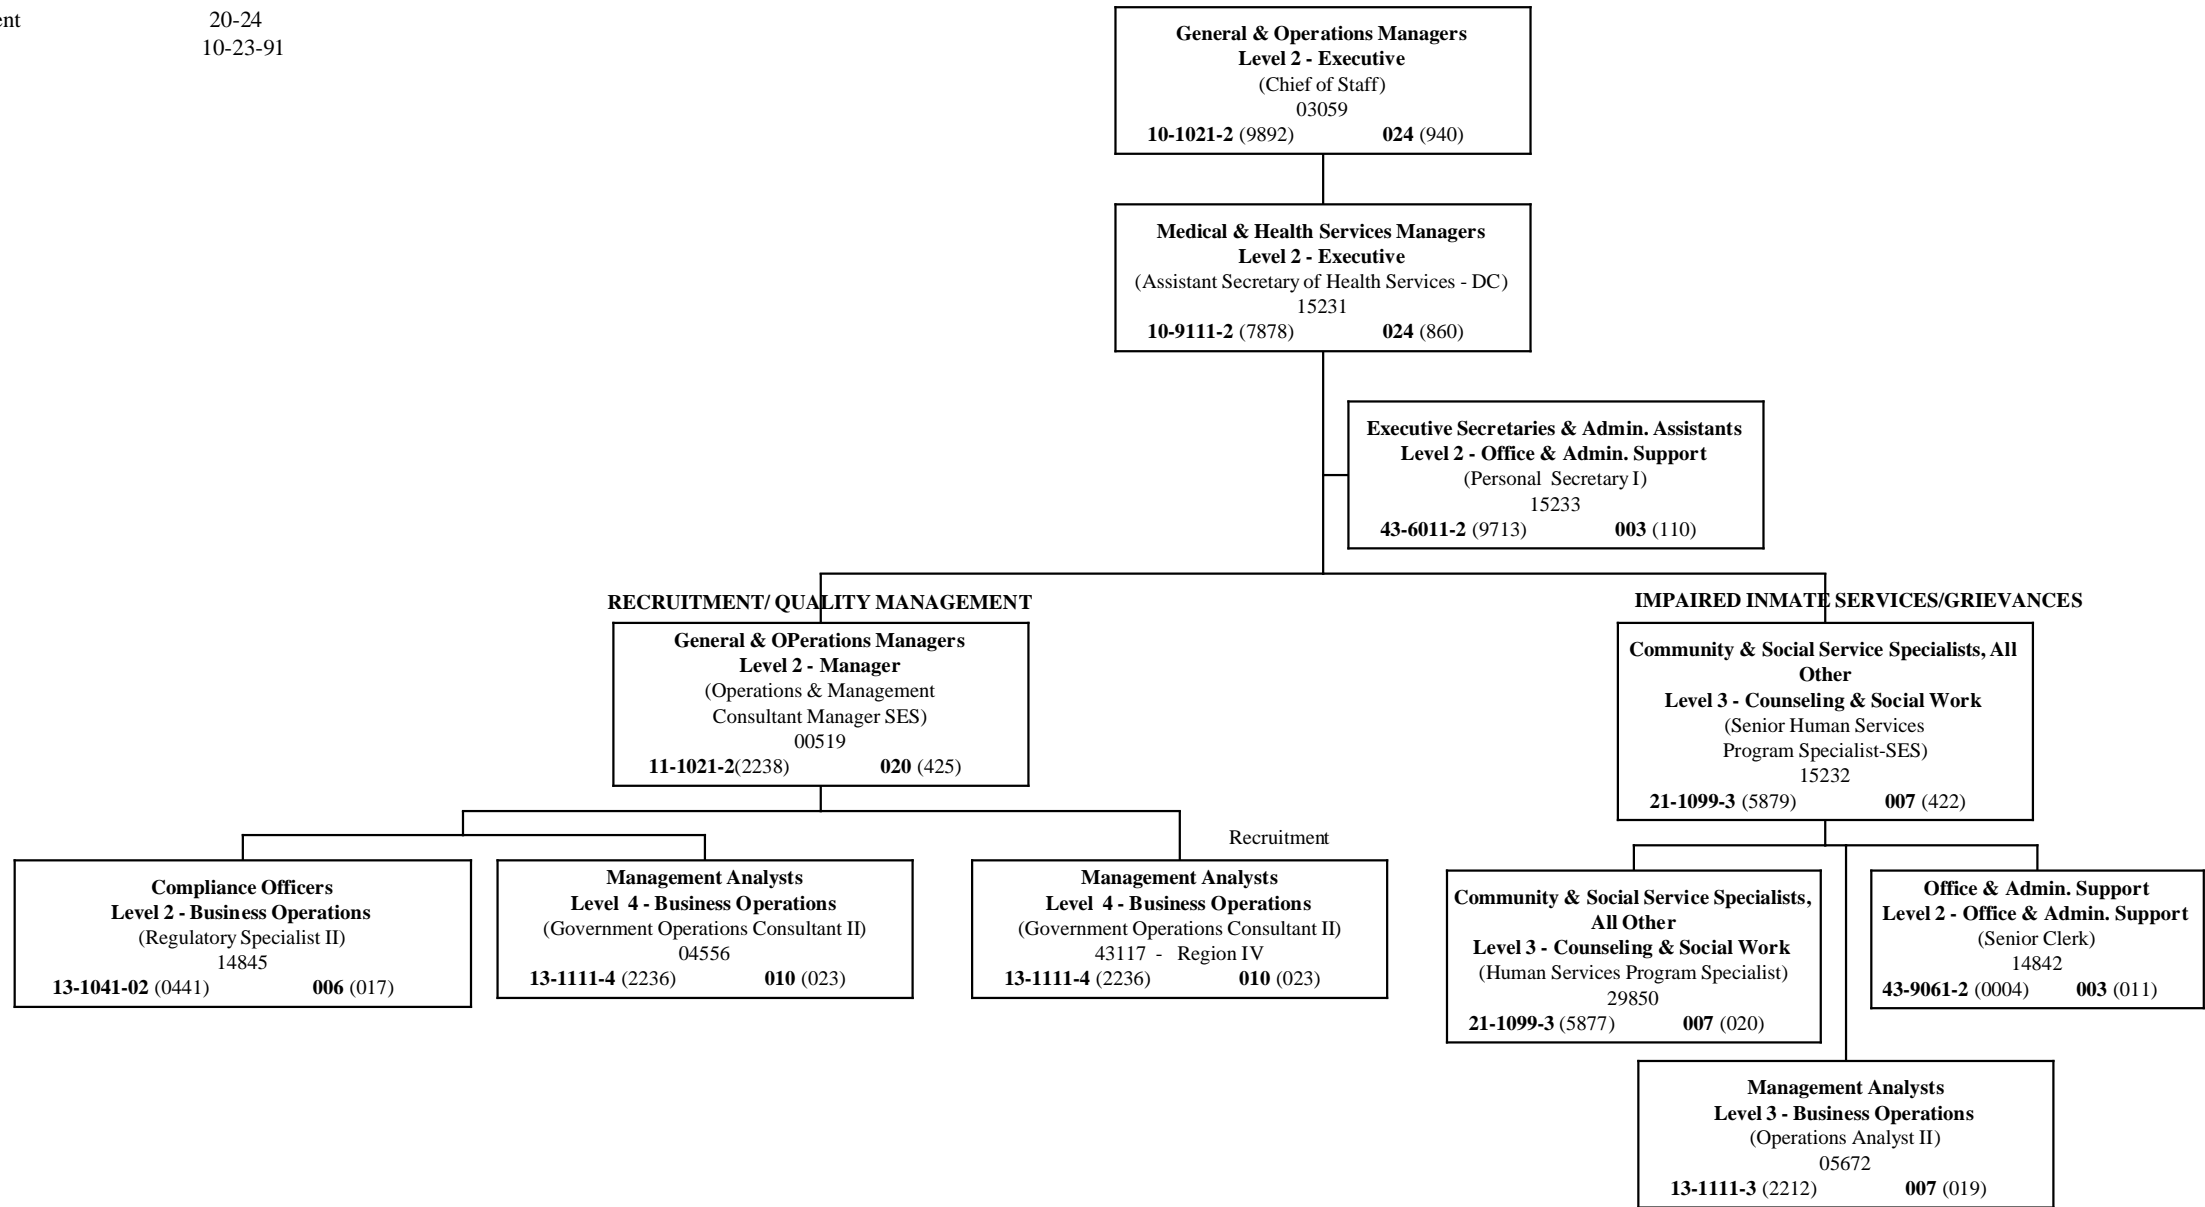 ent 20-24
10-23-91
General & Operations Managers
Level 2 - Executive
(Chief of Staff)
03059
10-1021-2 (9892) 024 (940)
Medical & Health Services Managers
Level 2 - Executive
(Assistant Secretary of Health Services - DC)
15231
10-9111-2 (7878) 024 (860)
Executive Secretaries & Admin. Assistants
Level 2 - Office & Admin. Support
(Personal Secretary I)
15233
43-6011-2 (9713) 003 (110)
RECRUITMENT/ QUALITY MANAGEMENT
General & OPerations Managers
Level 2 - Manager
(Operations & Management
Consultant Manager SES)
00519
11-1021-2(2238) 020 (425)
IMPAIRED INMATE SERVICES/GRIEVANCES
Community & Social Service Specialists, All
Other
Level 3 - Counseling & Social Work
(Senior Human Services
Program Specialist-SES)
15232
21-1099-3 (5879) 007 (422)
Compliance Officers
Level 2 - Business Operations
(Regulatory Specialist II)
14845
13-1041-02 (0441) 006 (017)
Management Analysts
Level 4 - Business Operations
(Government Operations Consultant II)
04556
13-1111-4 (2236) 010 (023)
Recruitment
Management Analysts
Level 4 - Business Operations
(Government Operations Consultant II)
43117 - Region IV
13-1111-4 (2236) 010 (023)
Community & Social Service Specialists,
All Other
Level 3 - Counseling & Social Work
(Human Services Program Specialist)
29850
21-1099-3 (5877) 007 (020)
Office & Admin. Support
Level 2 - Office & Admin. Support
(Senior Clerk)
14842
43-9061-2 (0004) 003 (011)
Management Analysts
Level 3 - Business Operations
(Operations Analyst II)
05672
13-1111-3 (2212) 007 (019)